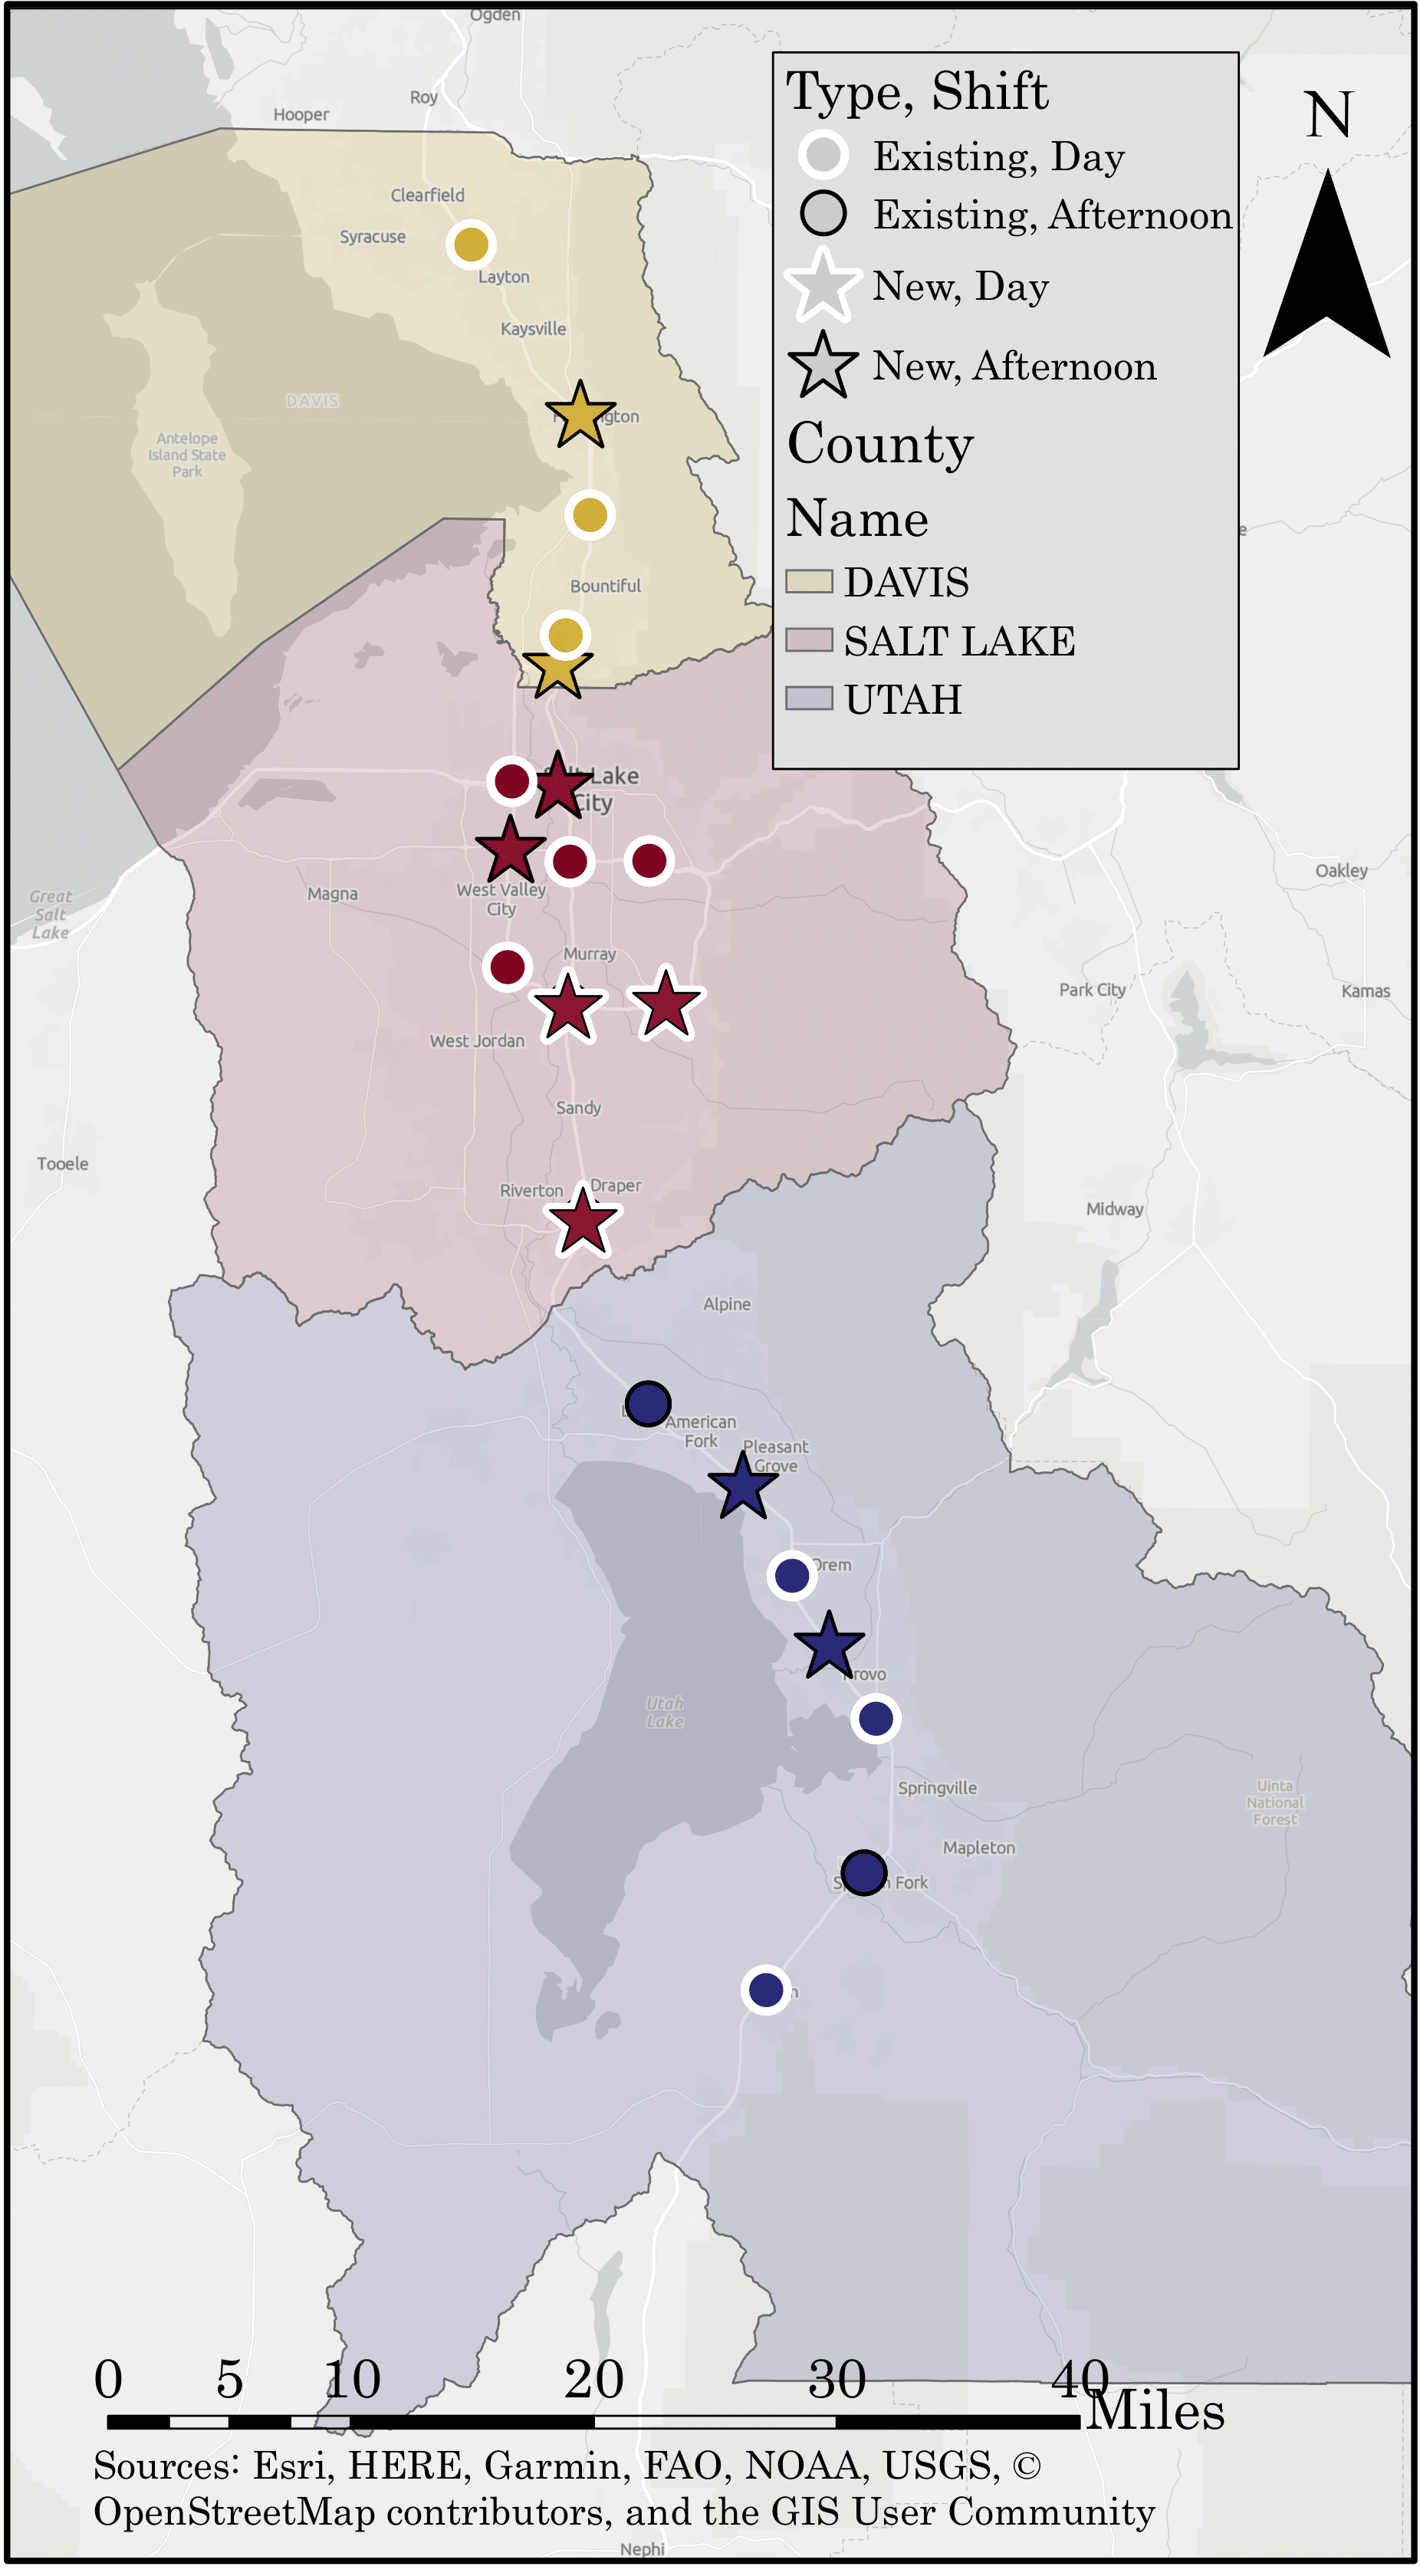 Ogden
Roy
Hooper
Type, Shift
N
Existing, Day
Existing, Afternoon
New, Day
New, Afternoon
County
Name
DAVIS
SALT LAKE
UTAH
Clearfield
Syracuse
Layton
Kaysville
DAVIS
Antelope
Island State
Park
Bountiful
Lake
City
Magna
West Valley
City
Great
Salt
Lake
Oakley
Murray
Park City
Kamas
West Jordan
Sandy
Tooele
Riverton
Draper
Midway
Alpine
American
Fork
Pleasant
Grove
Orem
Provo
Utah
Lake
Springville
Uinta
National
Forest
Mapleton
Fork
0 5 10 20 30 40
Miles
Sources: Esri, HERE, Garmin, FAO, NOAA, USGS, ©
OpenStreetMap contributors, and the GIS User Community
Nephi